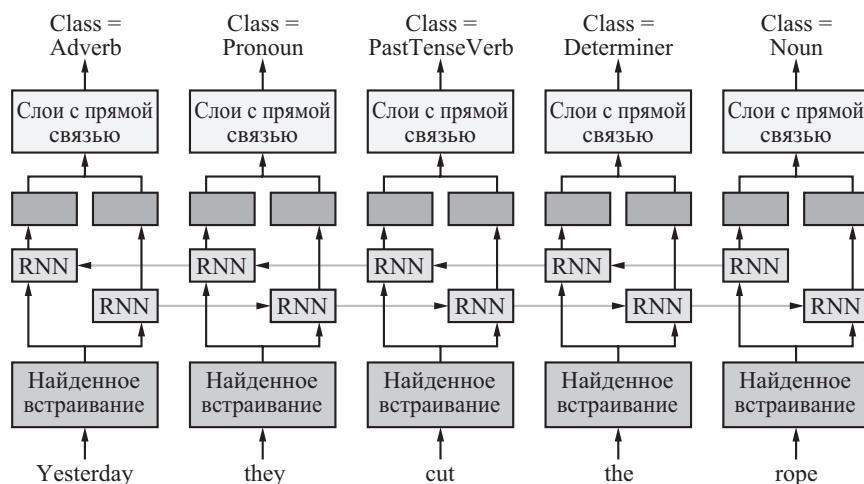 Class = Class = Class = Class = Class =
Adverb Pronoun PastTenseVerb Determiner Noun
Слои с прямой Слои с прямой Слои с прямой Слои с прямой Слои с прямой
связью связью связью связью связью
RNN RNN RNN RNN RNN
RNN RNN RNN RNN RNN
Найденное Найденное Найденное Найденное Найденное
встраивание встраивание встраивание встраивание встраивание
Yesterday they cut the rope